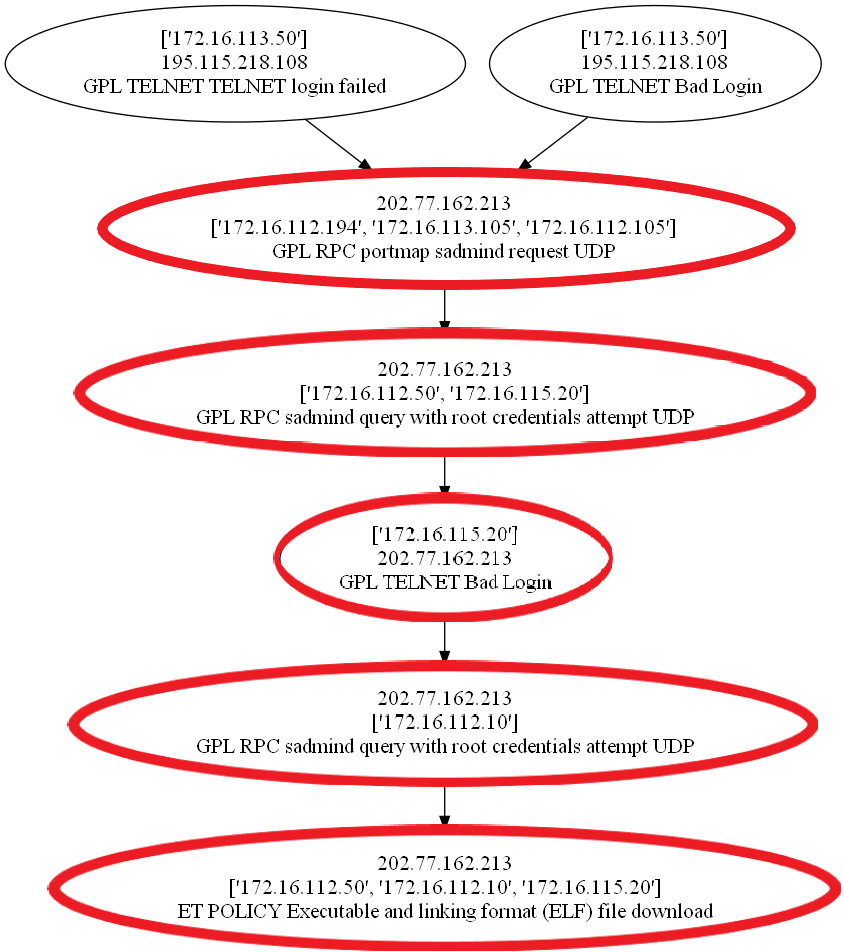 ['172.16.113.50']
195.115.218.108
GPL TELNET TELNET login failed
['172.16.113.50']
195.115.218.108
GPL TELNET Bad Login
202.77.162.213
['172.16.112.194', '172.16.113.105', '172.16.112.105']
GPL RPC portmap sadmind request UDP
202.77.162.213
['172.16.112.50', '172.16.115.20']
GPL RPC sadmind query with root credentials attempt UDP
['172.16.115.20']
202.77.162.213
GPL TELNET Bad Login
202.77.162.213
['172.16.112.10']
GPL RPC sadmind query with root credentials attempt UDP
202.77.162.213
['172.16.112.50', '172.16.112.10', '172.16.115.20']
ET POLICY Executable and linking format (ELF) file download